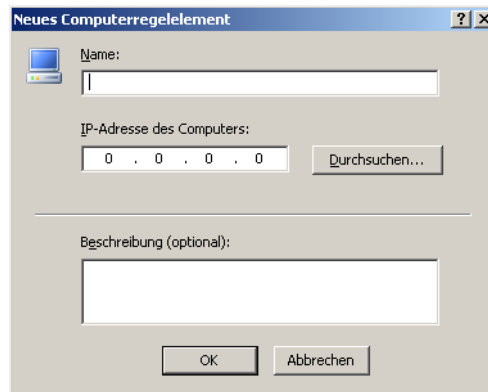 Neues Computerregelelement
Name:
IP-Adresse des Computers:
0 . 0 . 0 . 0
Durchsuchen...
Beschreibung (optional):
OK
Abbrechen